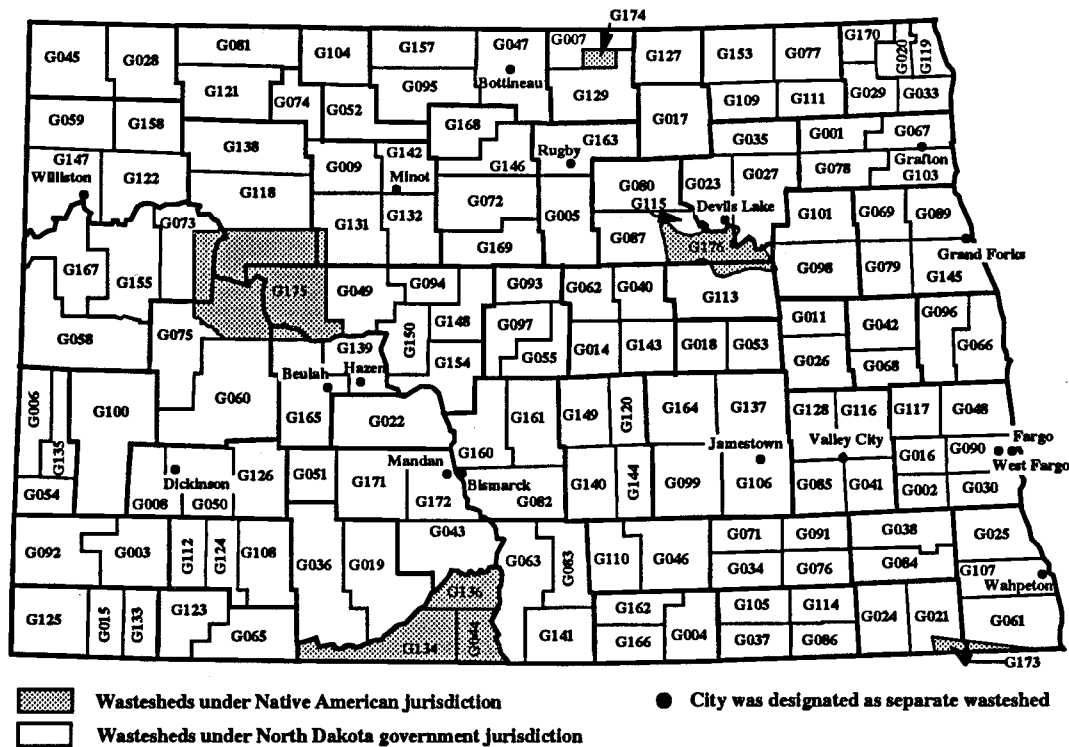 G174
G045
G028
G081
G104
G157
G047
G007
G127
G153
G077
G170
G020
G119
Bottineau
G121
G074
G052
G095
G129
G109
G111
G029
G033
G059
G158
G168
G017
G138
G163
G035
G001
G067
G147
G122
G009
G142
G146
Rugby
Grafton
G078
G103
Williston
G118
Minot
G080
G023
G027
G115
Devils Lake
G073
G131
G132
G072
G005
G101
G069
G089
G087
G176
G167
G155
G169
Grand Forks
G098
G079
G145
G175
G049
G094
G093
G062
G040
G113
G058
G075
G150
G148
G097
G011
G042
G096
G066
G139
G154
G055
G014
G143
G018
G053
G026
G068
Beulah
Hazen
G006
G135
G100
G060
G165
G022
G161
G149
G120
G164
G137
G128
G116
G117
G048
G160
Jamestown
Valley City
G016
G090
Fargo
West Fargo
G054
Dickinson
G126
G051
G171
Mandan
Bismarck
G140
G144
G099
G106
G085
G041
G002
G030
G008
G050
G172
G082
G092
G003
G112
G124
G108
G036
G019
G043
G063
G083
G110
G046
G071
G091
G038
G025
G034
G076
G084
G107
Wahpeton
G136
G125
G015
G133
G123
G065
G134
G044
G141
G162
G166
G004
G105
G114
G037
G086
G024
G021
G061
G173
Wastesheds under Native American jurisdiction
City was designated as separate wasteshed
Wastesheds under North Dakota government jurisdiction